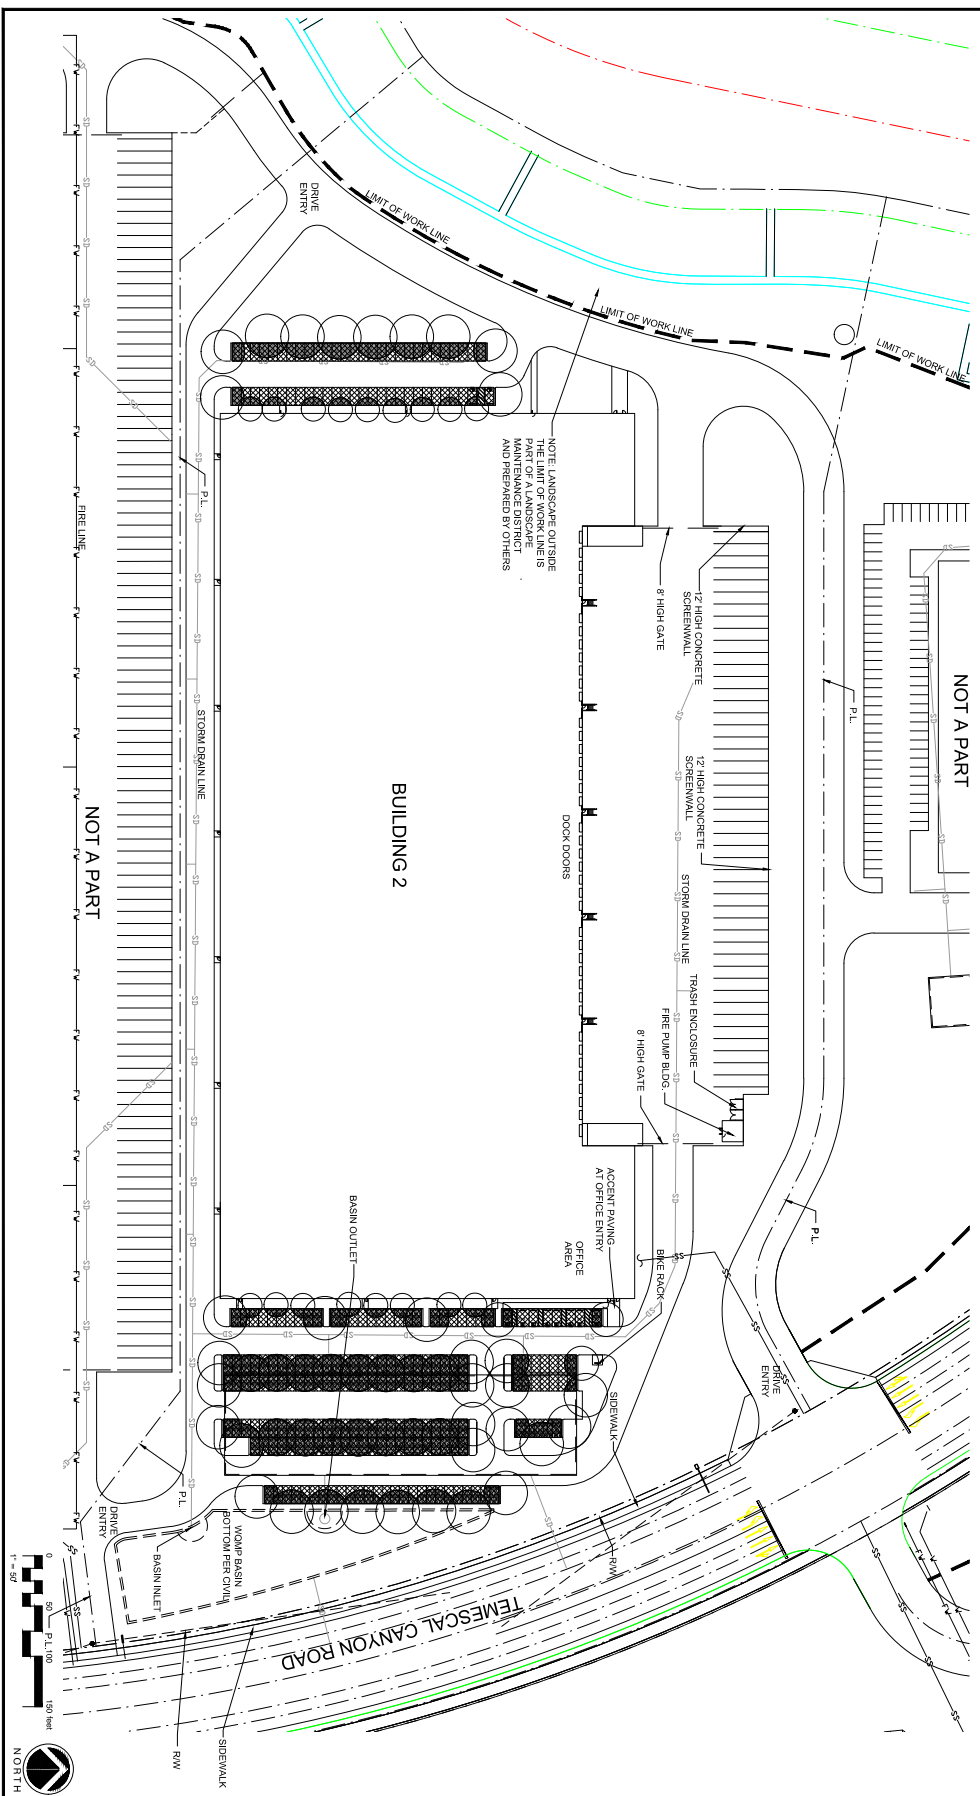 LIMIT OF WORK LINE
LIMIT OF WORK LINE
LIMIT OF WORK LINE
DRIVE
ENTRY
NOTE: LANDSCAPE OUTSIDE
THE LIMIT OF WORK LINE IS
PART OF A LANDSCAPE
MAINTENANCE DISTRICT
AND PREPARED BY OTHERS
8' HIGH GATE
12' HIGH CONCRETE
SCREENWALL
P.L.
NOT A PART
P.L.
FIRE LINE
STORM DRAIN LINE
NOT A PART
BUILDING 2
DOCK DOORS
12' HIGH CONCRETE
SCREENWALL
STORM DRAIN LINE
TRASH ENCLOSURE
FIRE PUMP BLDG.
8' HIGH GATE
ACCENT PAVING
AT OFFICE ENTRY
OFFICE
AREA
BIKE RACK
BASIN OUTLET
P.L.
DRIVE
ENTRY
SIDEWALK
R/W
P.L.
DRIVE
ENTRY
BASIN INLET
WQMP BASIN
BOTTOM PER CIVIL
TEMESCAL CANYON ROAD
P.L.
SIDEWALK
R/W
0 50 100 150 feet
1" = 50'
NORTH